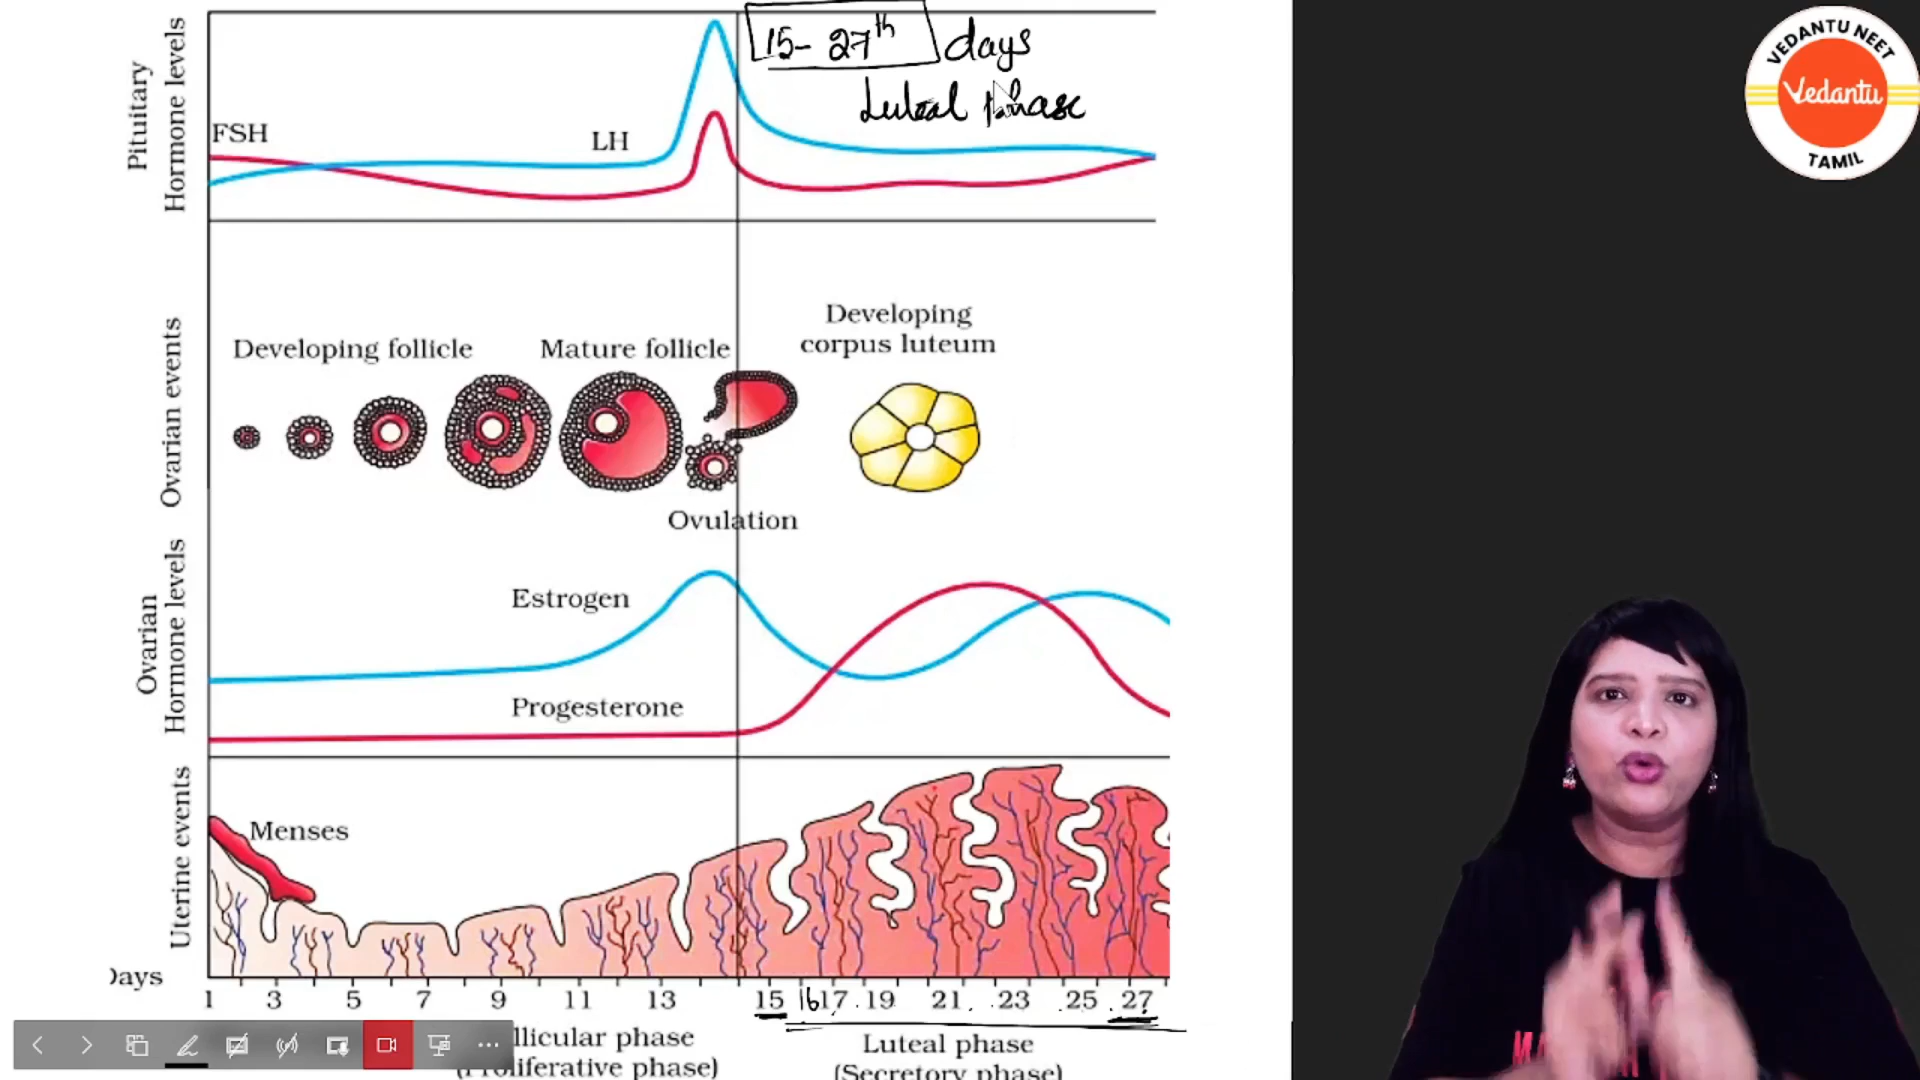 Pituitary
Hormone levels
FSH
LH
15- 27th days
Luteal phase
VEDANTU NEET
Vedantu
TAMIL
Ovarian events
Developing follicle
Mature follicle
Developing
corpus luteum
Ovulation
Ovarian
Hormone levels
Estrogen
Progesterone
Uterine events
Menses
Days
1 3 5 7 9 11 13 15 16 17 19 21 23 25 27
llicular phase
(Proliferative phase)
Luteal phase
(Secretory phase)